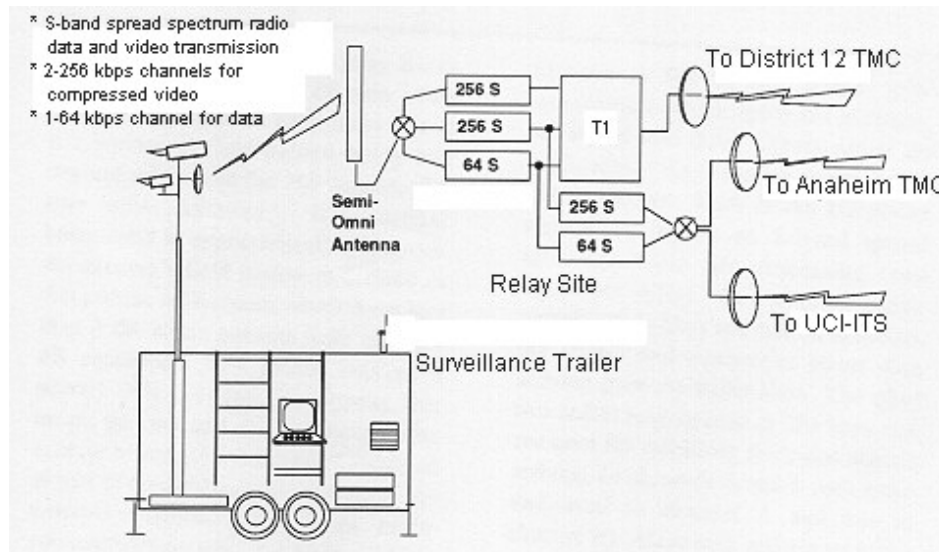 * S-band spread spectrum radio
data and video transmission
* 2-256 kbps channels for
compressed video
* 1-64 kbps channel for data
256 S
256 S
64 S
T1
To District 12 TMC
To Anaheim TMC
Semi-
Omni
Antenna
256 S
64 S
Relay Site
To UCI-ITS
Surveillance Trailer